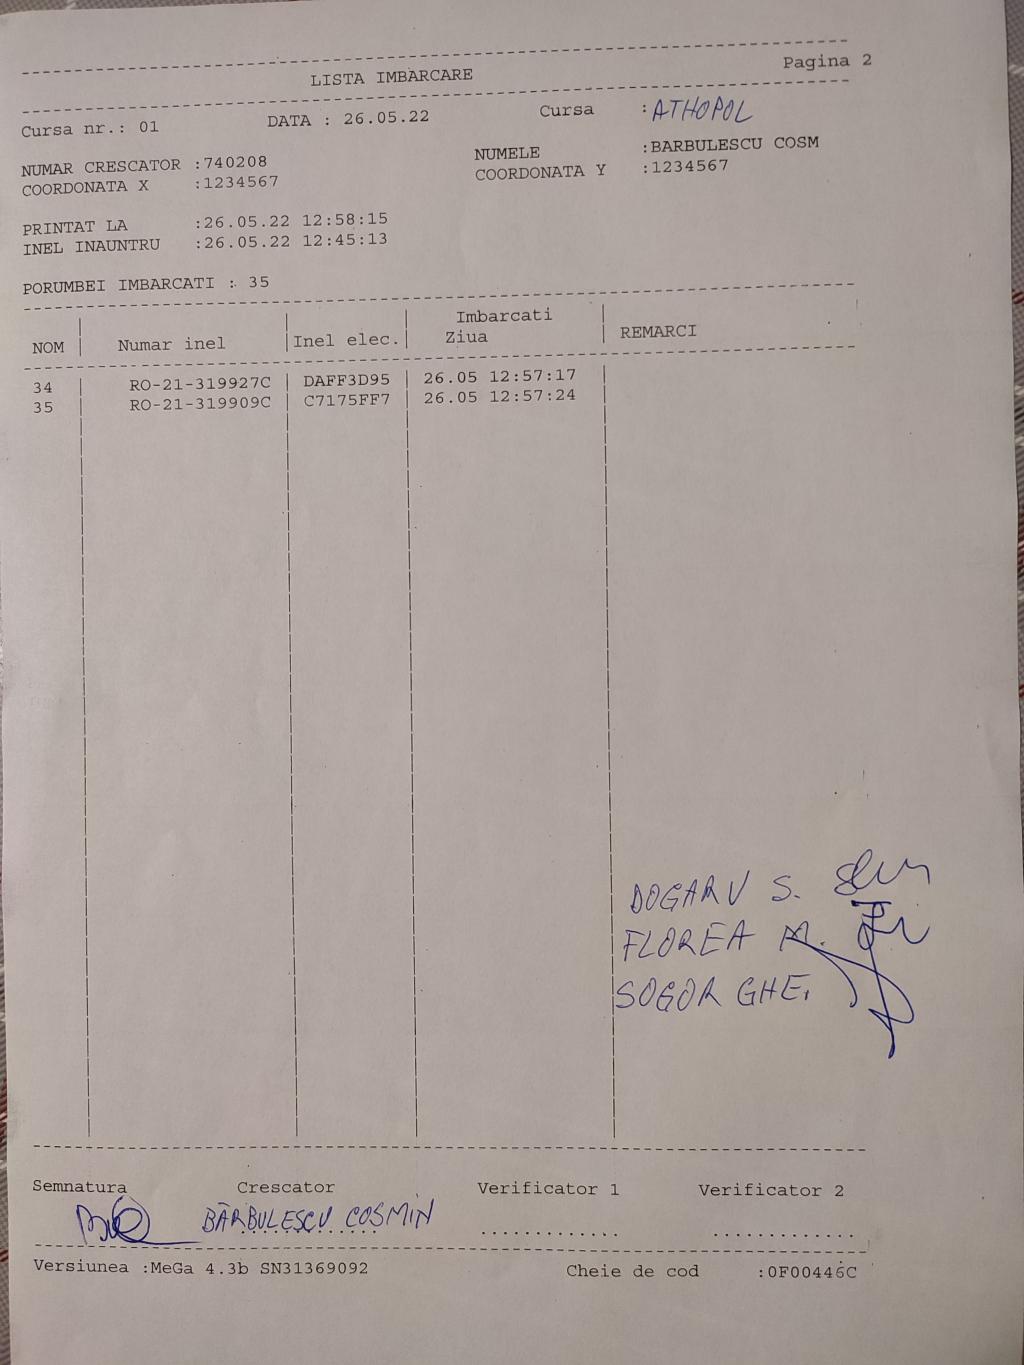 Pagina 2
LISTA IMBARCARE
Cursa nr.: 01 DATA : 26.05.22 Cursa :ATHOPOL
NUMAR CRESCATOR :740208 NUMELE :BARBULESCU COSM
COORDONATA X :1234567 COORDONATA Y :1234567
PRINTAT LA :26.05.22 12:58:15
INEL INAUNTRU :26.05.22 12:45:13
PORUMBEI IMBARCATI : 35
NOM | Numar inel | Inel elec. | Imbarcati Ziua | REMARCI
34 | RO-21-319927C | DAFF3D95 | 26.05 12:57:17 |
35 | RO-21-319909C | C7175FF7 | 26.05 12:57:24 |
DOGARU S.
FLOREA M.
SOGOR GHE.
Semnatura Crescator Verificator 1 Verificator 2
BĂRBULESCU COSMIN ............. .............
Versiunea :MeGa 4.3b SN31369092 Cheie de cod :0F00446C